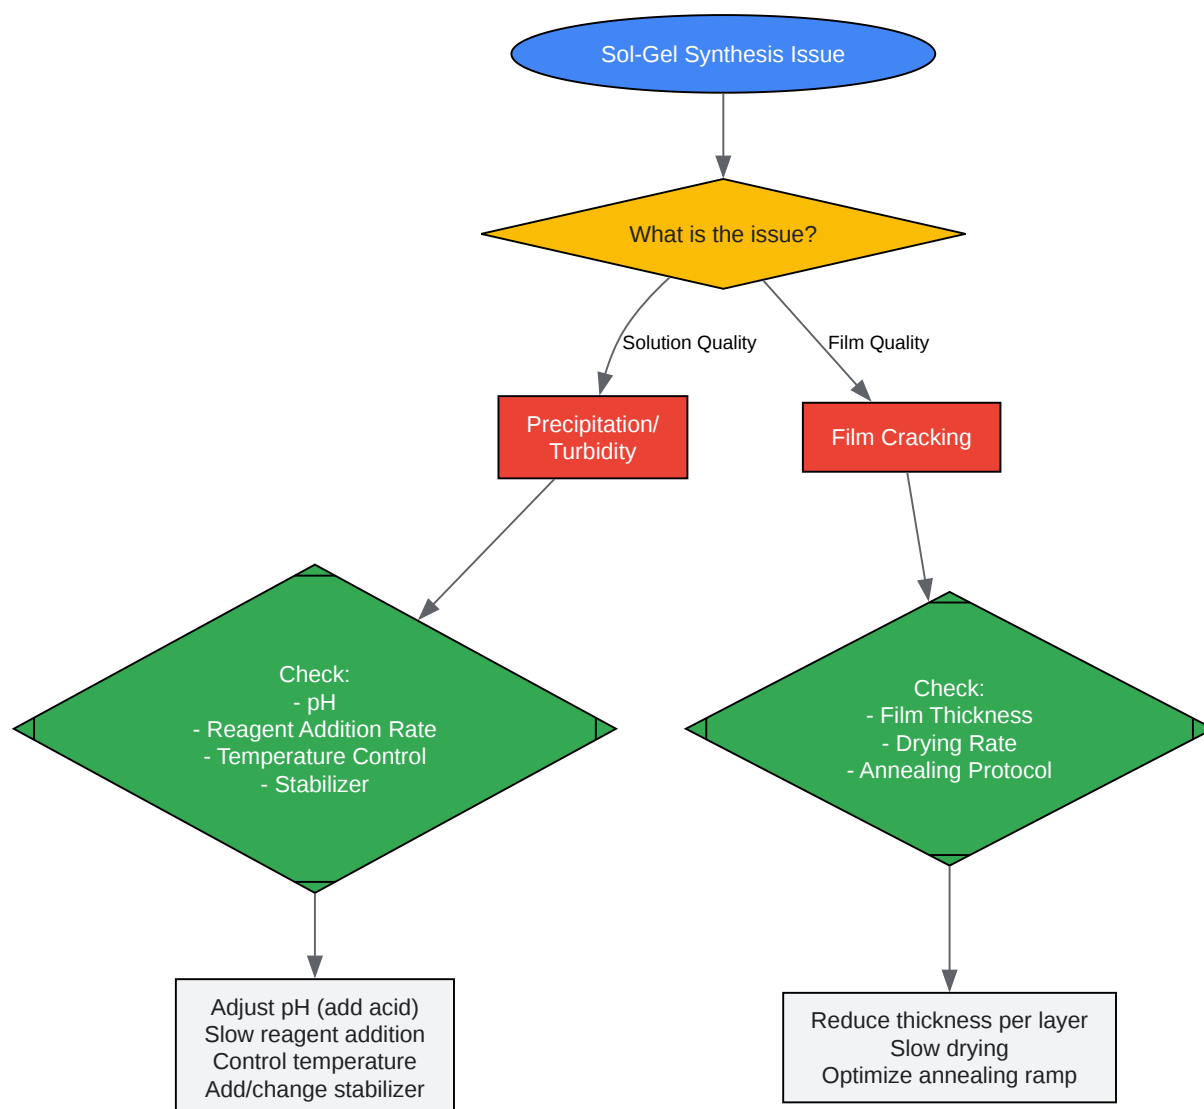 Sol-Gel Synthesis Issue
What is the issue?
Solution Quality
Film Quality
Precipitation/
Turbidity
Film Cracking
Check:
- pH
- Reagent Addition Rate
- Temperature Control
- Stabilizer
Check:
- Film Thickness
- Drying Rate
- Annealing Protocol
Adjust pH (add acid)
Slow reagent addition
Control temperature
Add/change stabilizer
Reduce thickness per layer
Slow drying
Optimize annealing ramp